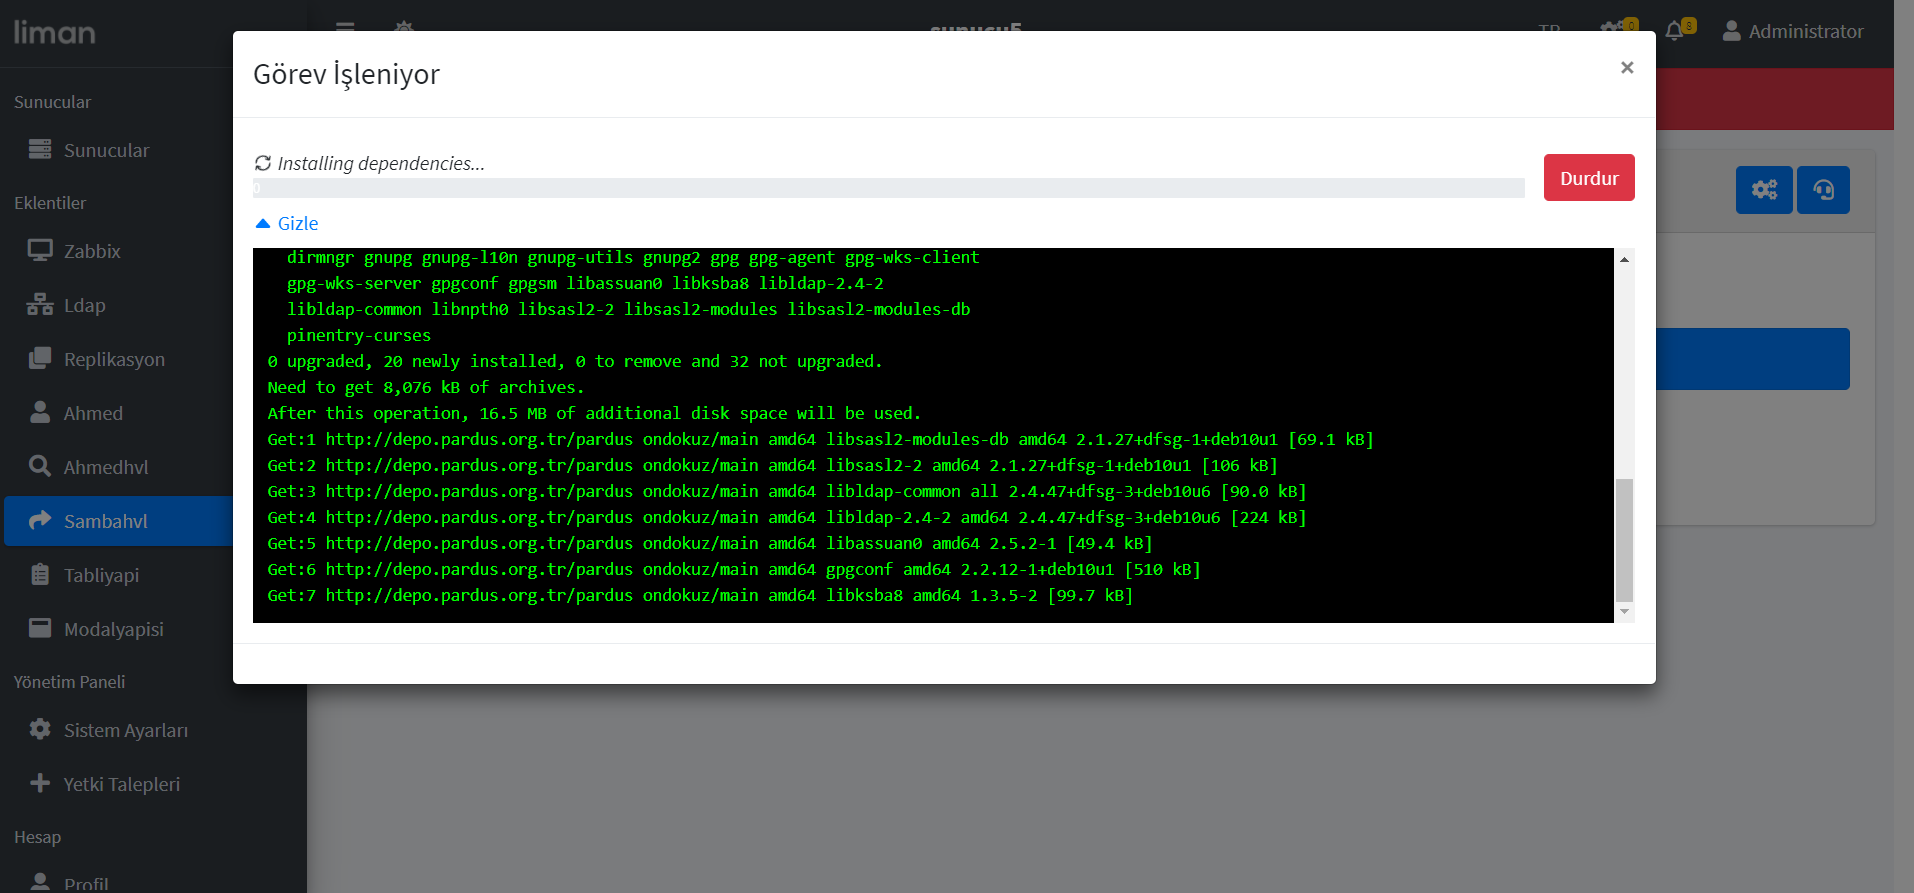 liman
sunucu5
TR
0
8
Administrator
Görev İşleniyor
×
Sunucular
Sunucular
Eklentiler
Zabbix
Ldap
Replikasyon
Ahmed
Ahmedhvl
Sambahvl
Tabliyapi
Modalyapisi
Yönetim Paneli
Sistem Ayarları
Yetki Talepleri
Hesap
Profil
Installing dependencies...
0
Durdur
Gizle
dirmngr gnupg gnupg-l10n gnupg-utils gnupg2 gpg gpg-agent gpg-wks-client
gpg-wks-server gpgconf gpgsm libassuan0 libksba8 libldap-2.4-2
libldap-common libnpth0 libsasl2-2 libsasl2-modules libsasl2-modules-db
pinentry-curses
0 upgraded, 20 newly installed, 0 to remove and 32 not upgraded.
Need to get 8,076 kB of archives.
After this operation, 16.5 MB of additional disk space will be used.
Get:1 http://depo.pardus.org.tr/pardus ondokuz/main amd64 libsasl2-modules-db amd64 2.1.27+dfsg-1+deb10u1 [69.1 kB]
Get:2 http://depo.pardus.org.tr/pardus ondokuz/main amd64 libsasl2-2 amd64 2.1.27+dfsg-1+deb10u1 [106 kB]
Get:3 http://depo.pardus.org.tr/pardus ondokuz/main amd64 libldap-common all 2.4.47+dfsg-3+deb10u6 [90.0 kB]
Get:4 http://depo.pardus.org.tr/pardus ondokuz/main amd64 libldap-2.4-2 amd64 2.4.47+dfsg-3+deb10u6 [224 kB]
Get:5 http://depo.pardus.org.tr/pardus ondokuz/main amd64 libassuan0 amd64 2.5.2-1 [49.4 kB]
Get:6 http://depo.pardus.org.tr/pardus ondokuz/main amd64 gpgconf amd64 2.2.12-1+deb10u1 [510 kB]
Get:7 http://depo.pardus.org.tr/pardus ondokuz/main amd64 libksba8 amd64 1.3.5-2 [99.7 kB]